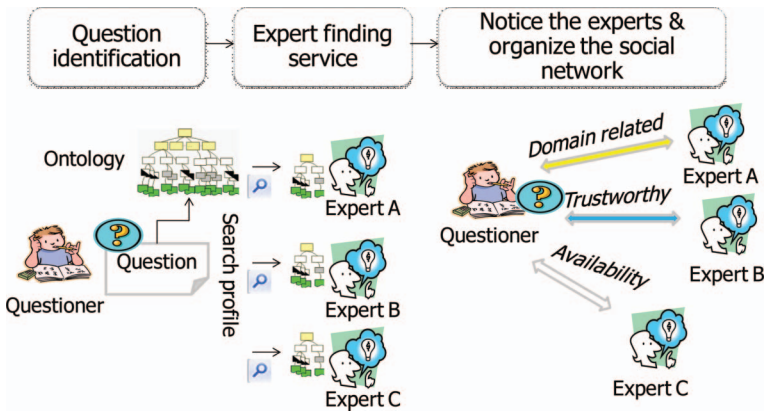 Question
identification
Expert finding
service
Notice the experts &
organize the social
network
Ontology
?
Question
Questioner
Search profile
Expert A
Expert B
Expert C
Domain related
Trustworthy
Availability
?
Questioner
Expert A
Expert B
Expert C